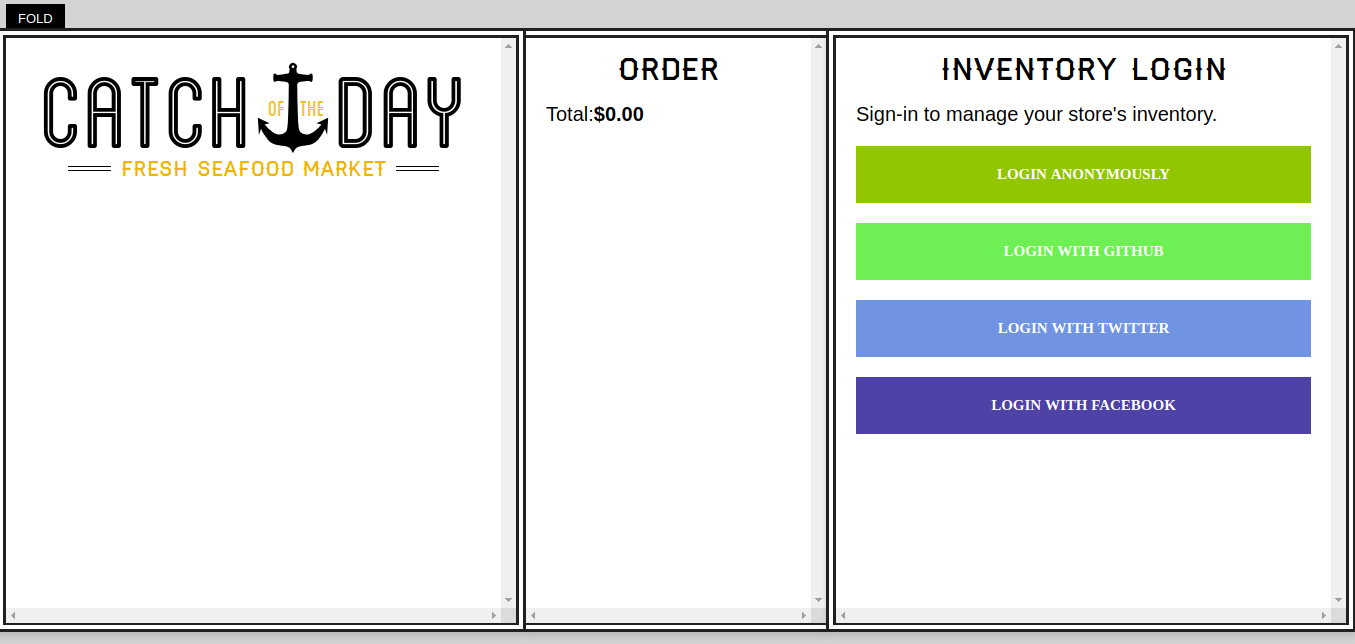 FOLD
CATCH OF THE DAY
FRESH SEAFOOD MARKET
ORDER
Total:$0.00
INVENTORY LOGIN
Sign-in to manage your store's inventory.
LOGIN ANONYMOUSLY
LOGIN WITH GITHUB
LOGIN WITH TWITTER
LOGIN WITH FACEBOOK